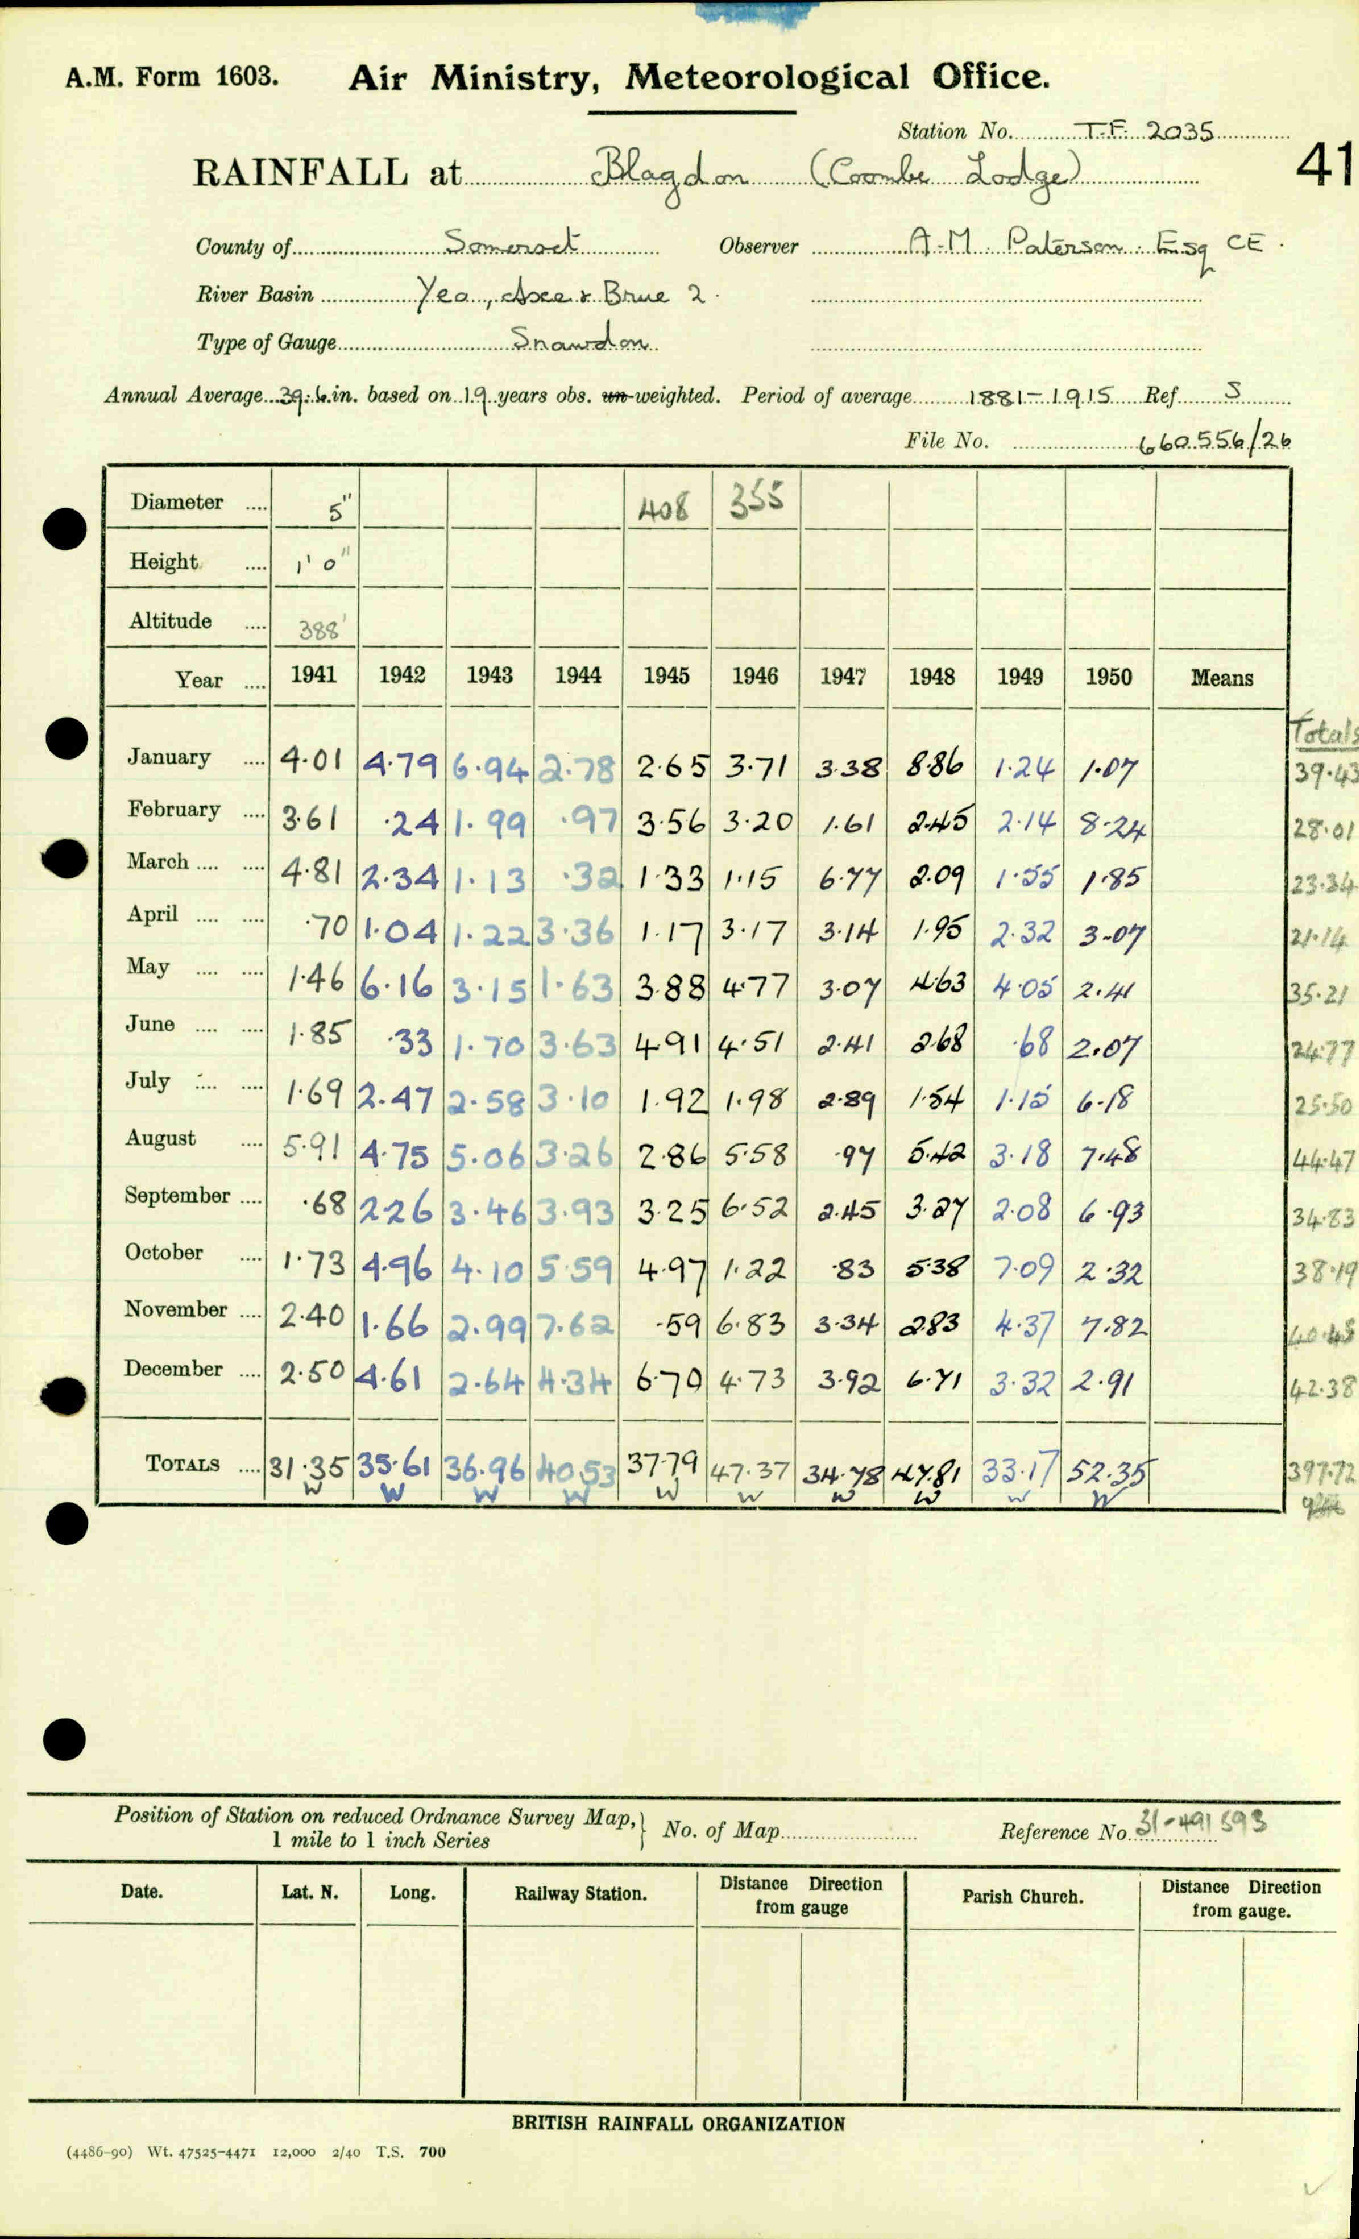 A.M. Form 1603. Air Ministry, Meteorological Office.
Station No. T.F. 2035
RAINFALL at Blagdon (Coombe Lodge) 41
County of Somerset Observer A.M. Paterson Esq CE.
River Basin Yeo, Axe & Brue 2.
Type of Gauge Snowdon
Annual Average 39.6 in. based on 19 years obs. un-weighted. Period of average 1881-1915 Ref S
File No. 660556/26
Diameter .... 5" 408 355
Height .... 1' 0"
Altitude .... 388'
Year .... 1941 1942 1943 1944 1945 1946 1947 1948 1949 1950 Means
Totals
January .... 4.01 4.79 6.94 2.78 2.65 3.71 3.38 8.86 1.24 1.07 39.43
February .... 3.61 .24 1.99 .97 3.56 3.20 1.61 2.45 2.14 8.24 28.01
March .... .... 4.81 2.34 1.13 .32 1.33 1.15 6.77 2.09 1.55 1.85 23.34
April .... .... .70 1.04 1.22 3.36 1.17 3.17 3.14 1.95 2.32 3.07 21.14
May .... .... 1.46 6.16 3.15 1.63 3.88 4.77 3.07 4.63 4.05 2.41 35.21
June .... .... 1.85 .33 1.70 3.63 4.91 4.51 2.41 2.68 .68 2.07 24.77
July .... .... 1.69 2.47 2.58 3.10 1.92 1.98 2.89 1.54 1.15 6.18 25.50
August .... 5.91 4.75 5.06 3.26 2.86 5.58 .97 5.42 3.18 7.48 44.47
September .... .68 2.26 3.46 3.93 3.25 6.52 2.45 3.27 2.08 6.93 34.83
October .... 1.73 4.96 4.10 5.59 4.97 1.22 .83 5.38 7.09 2.32 38.19
November .... 2.40 1.66 2.99 7.62 .59 6.83 3.34 2.83 4.37 7.82 40.45
December .... 2.50 4.61 2.64 4.34 6.70 4.73 3.92 6.71 3.32 2.91 42.38
TOTALS .... 31.35 35.61 36.96 40.53 37.79 47.37 34.78 47.81 33.17 52.35 397.72
W W W W W W W W W W
Position of Station on reduced Ordnance Survey Map, 1 mile to 1 inch Series } No. of Map Reference No. 31-491593
Date. Lat. N. Long. Railway Station. Distance Direction from gauge Parish Church. Distance Direction from gauge.
BRITISH RAINFALL ORGANIZATION
(4486-90) Wt. 47525-4471 12,000 2/40 T.S. 700